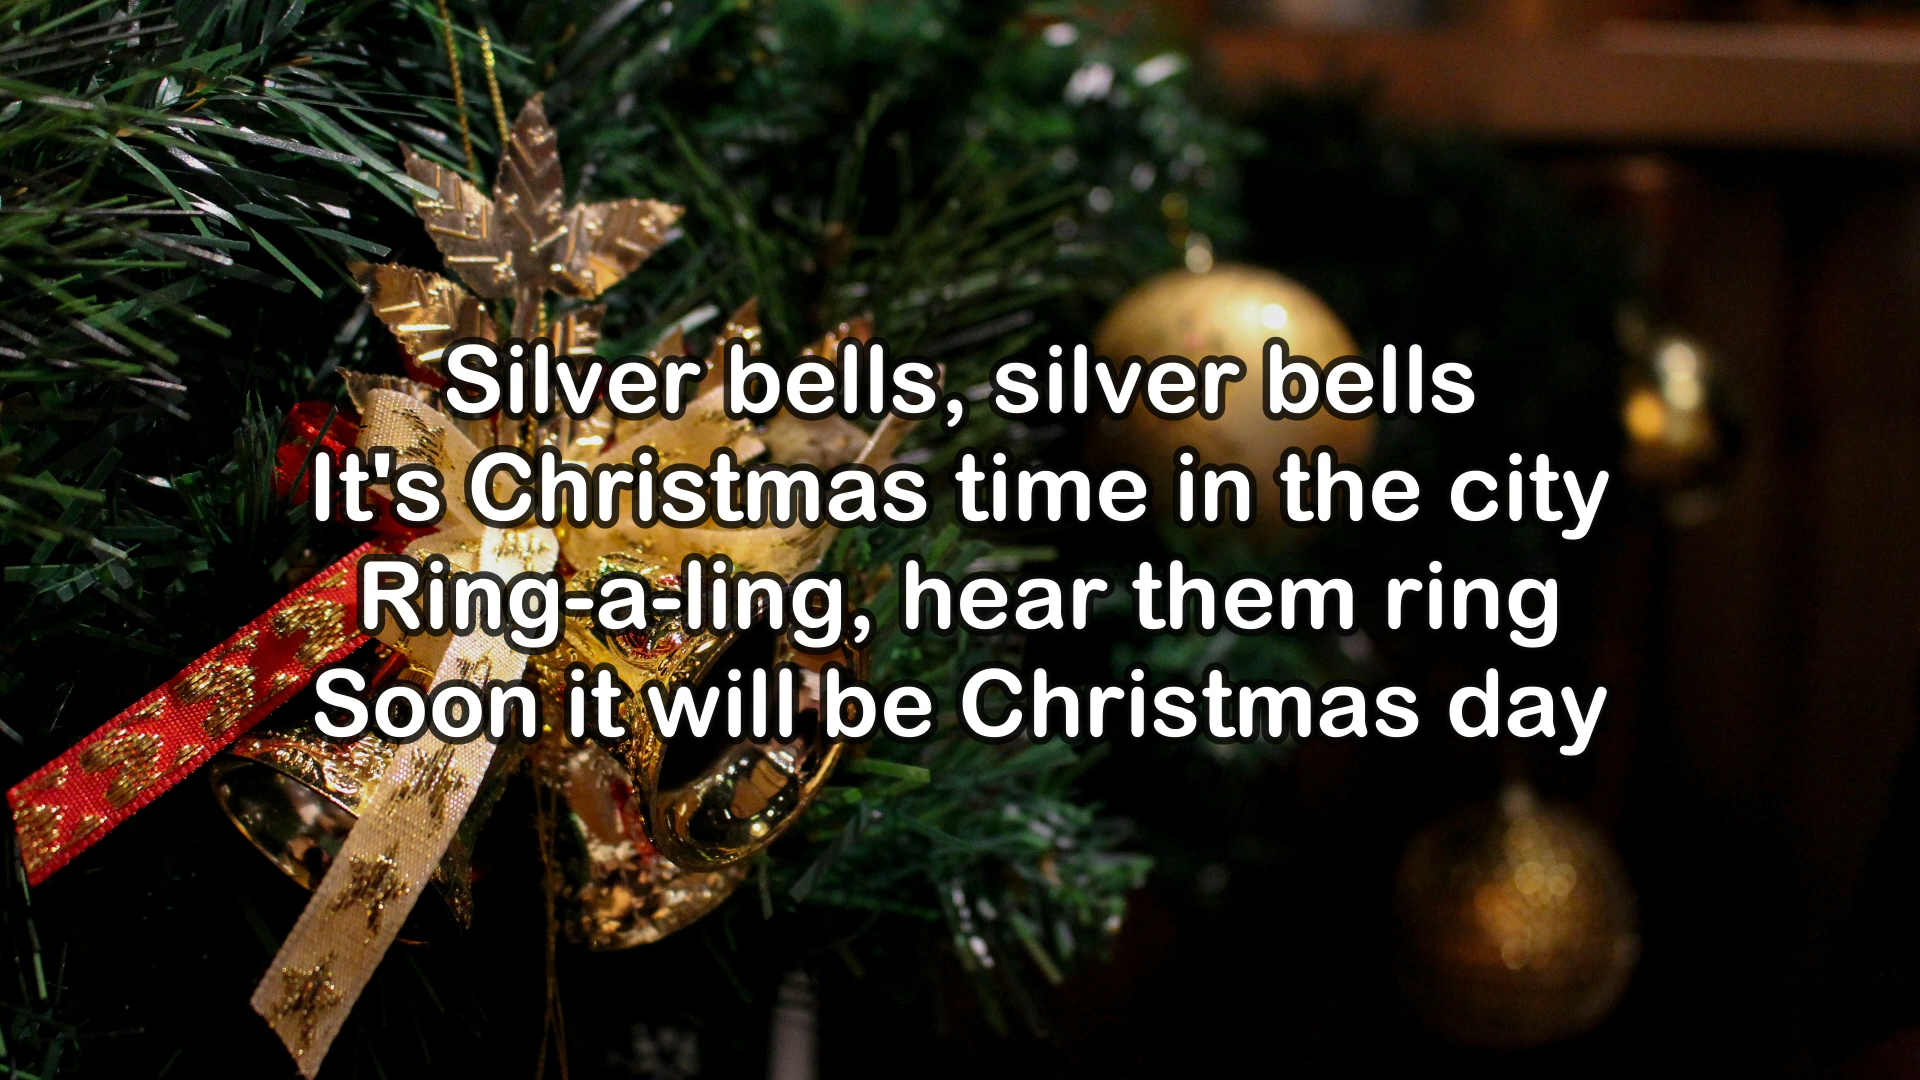 Silver bells, silver bells
It's Christmas time in the city
Ring-a-ling, hear them ring
Soon it will be Christmas day